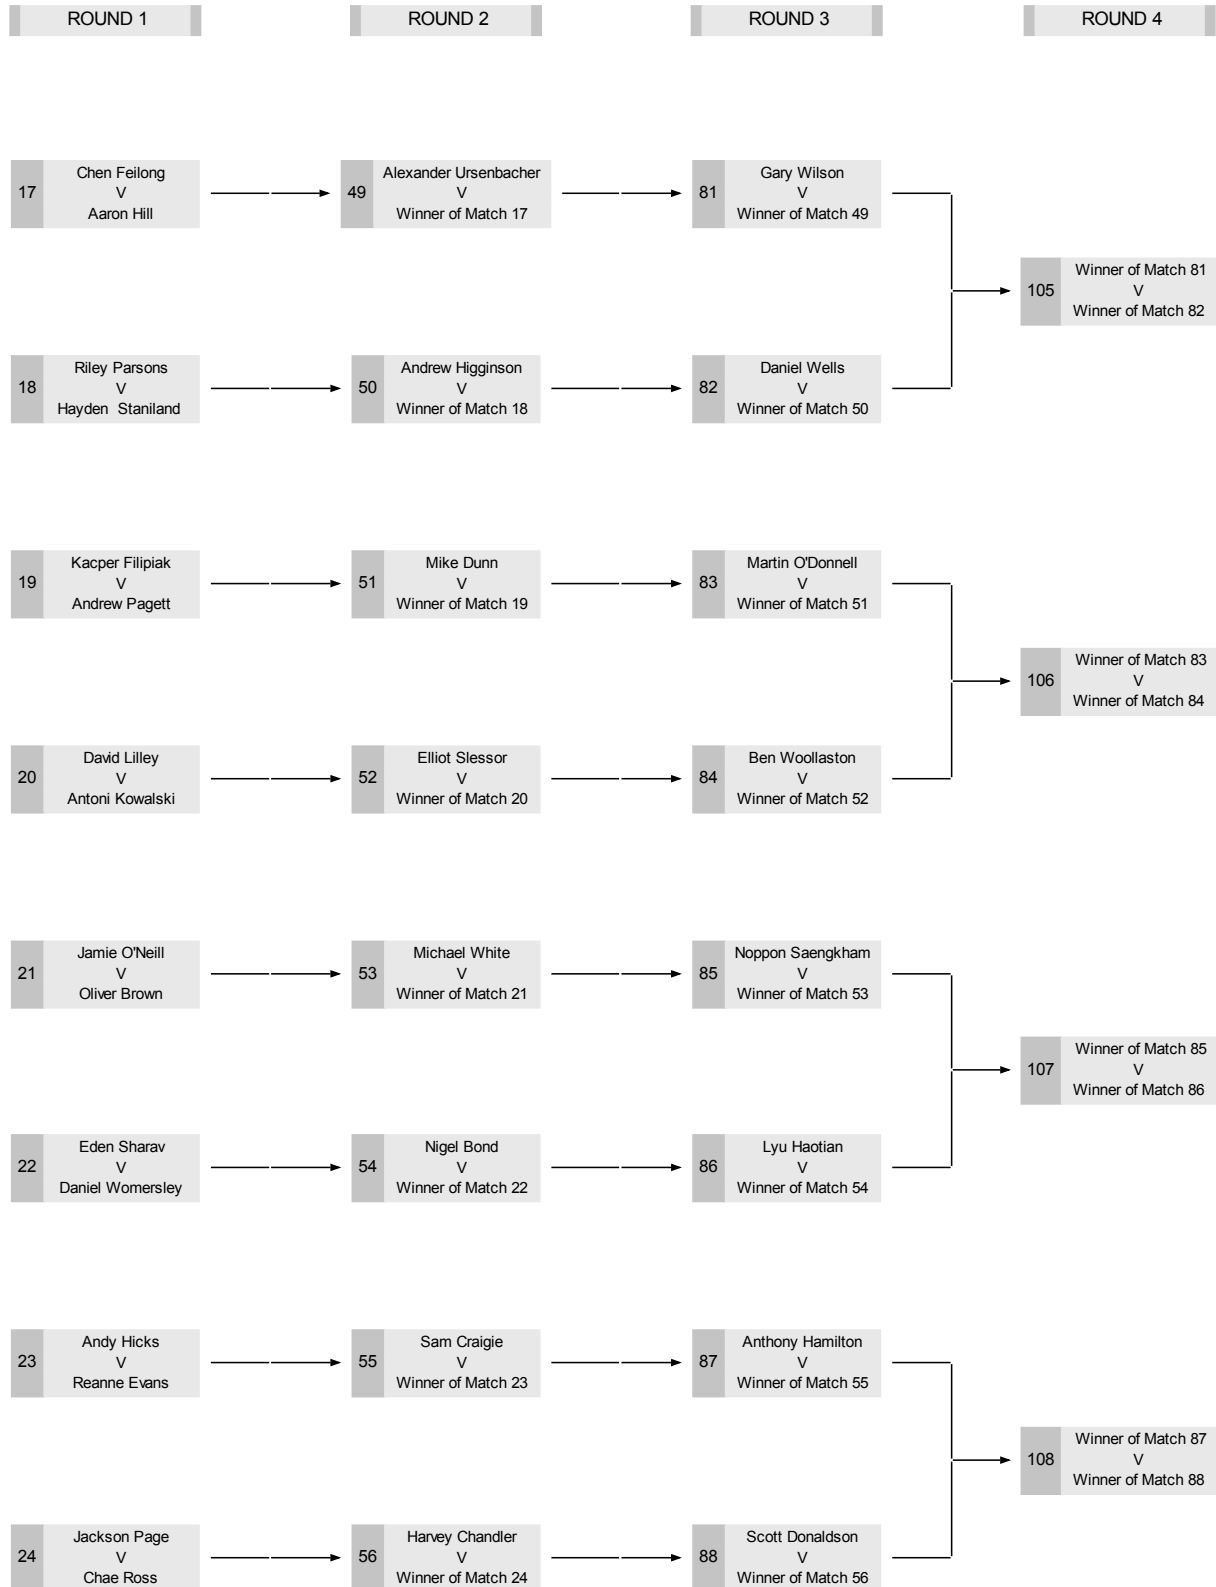 ROUND 1
ROUND 2
ROUND 3
ROUND 4
17
Chen Feilong
V
Aaron Hill
49
Alexander Ursenbacher
V
Winner of Match 17
81
Gary Wilson
V
Winner of Match 49
105
Winner of Match 81
V
Winner of Match 82
18
Riley Parsons
V
Hayden  Staniland
50
Andrew Higginson
V
Winner of Match 18
82
Daniel Wells
V
Winner of Match 50
19
Kacper Filipiak
V
Andrew Pagett
51
Mike Dunn
V
Winner of Match 19
83
Martin O'Donnell
V
Winner of Match 51
106
Winner of Match 83
V
Winner of Match 84
20
David Lilley
V
Antoni Kowalski
52
Elliot Slessor
V
Winner of Match 20
84
Ben Woollaston
V
Winner of Match 52
21
Jamie O'Neill
V
Oliver Brown
53
Michael White
V
Winner of Match 21
85
Noppon Saengkham
V
Winner of Match 53
107
Winner of Match 85
V
Winner of Match 86
22
Eden Sharav
V
Daniel Womersley
54
Nigel Bond
V
Winner of Match 22
86
Lyu Haotian
V
Winner of Match 54
23
Andy Hicks
V
Reanne Evans
55
Sam Craigie
V
Winner of Match 23
87
Anthony Hamilton
V
Winner of Match 55
108
Winner of Match 87
V
Winner of Match 88
24
Jackson Page
V
Chae Ross
56
Harvey Chandler
V
Winner of Match 24
88
Scott Donaldson
V
Winner of Match 56